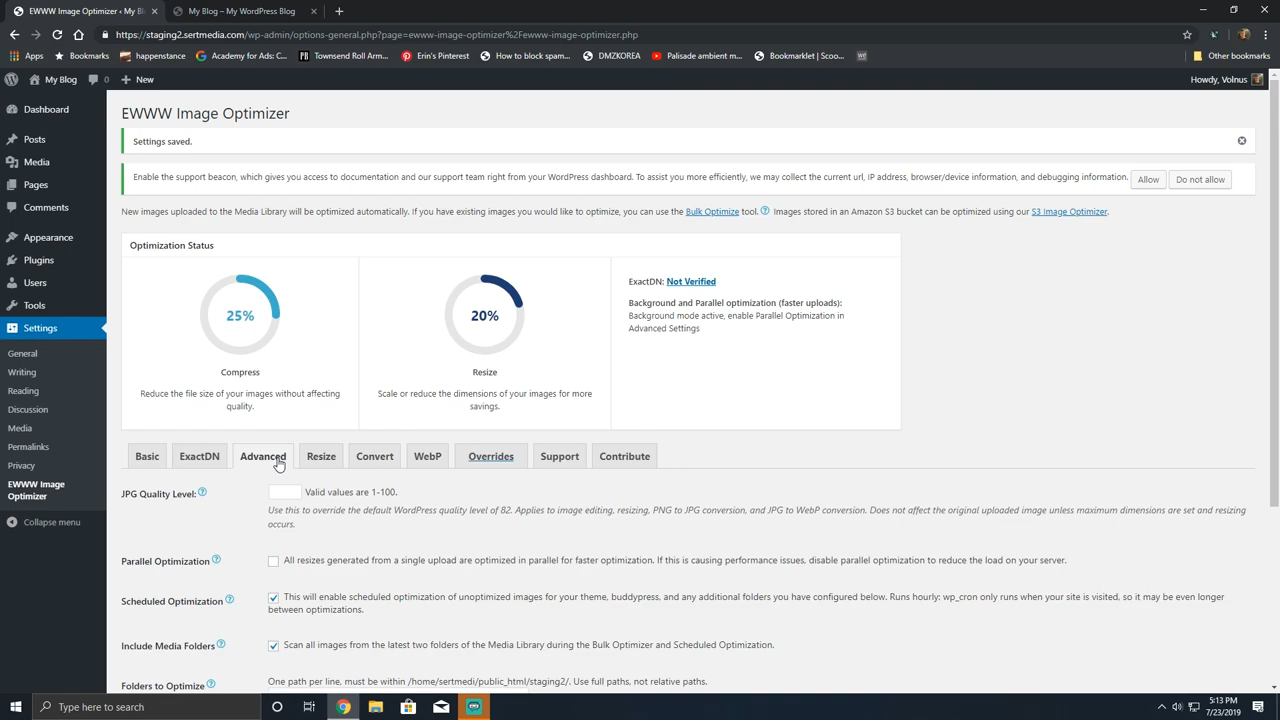 EWWW Image Optimizer ‹ My Bl
My WordPress Blog
https://staging2.sertmedia.com/wp-admin/options-general.php?page=ewww-image-optimizer%2Fewww-image-optimizer.php
Apps
Bookmarks
happenstance
Academy for Ads: C...
Townsend Roll Arm...
Erin's Pinterest
How to block spam...
DMZKOREA
Palisade ambient m...
Bookmarklet | Scoo...
Other bookmarks
My Blog
0
New
Howdy, Volnus
Dashboard
Posts
Media
Pages
Comments
Appearance
Plugins
Users
Tools
Settings
General
Writing
Reading
Discussion
Media
Permalinks
Privacy
EWWW Image
Optimizer
Collapse menu
EWWW Image Optimizer
Settings saved.
Enable the support beacon, which gives you access to documentation and our support team right from your WordPress dashboard. To assist you more efficiently, we may collect the current url, IP address, browser/device information, and debugging information.
Allow
Do not allow
New images uploaded to the Media Library will be optimized automatically. If you have existing images you would like to optimize, you can use the Bulk Optimize tool. Images stored in an Amazon S3 bucket can be optimized using our S3 Image Optimizer.
Optimization Status
25%
Compress
Reduce the file size of your images without affecting
quality.
20%
Resize
Scale or reduce the dimensions of your images for more
savings.
ExactDN: Not Verified
Background and Parallel optimization (faster uploads):
Background mode active, enable Parallel Optimization in
Advanced Settings
Basic
ExactDN
Advanced
Resize
Convert
WebP
Overrides
Support
Contribute
JPG Quality Level:
Valid values are 1-100.
Use this to override the default WordPress quality level of 82. Applies to image editing, resizing, PNG to JPG conversion, and JPG to WebP conversion. Does not affect the original uploaded image unless maximum dimensions are set and resizing
occurs.
Parallel Optimization
All resizes generated from a single upload are optimized in parallel for faster optimization. If this is causing performance issues, disable parallel optimization to reduce the load on your server.
Scheduled Optimization
This will enable scheduled optimization of unoptimized images for your theme, buddypress, and any additional folders you have configured below. Runs hourly: wp_cron only runs when your site is visited, so it may be even longer
between optimizations.
Include Media Folders
Scan all images from the latest two folders of the Media Library during the Bulk Optimizer and Scheduled Optimization.
Folders to Optimize
One path per line, must be within /home/sertmedi/public_html/staging2/. Use full paths, not relative paths.
Type here to search
5:13 PM
7/23/2019